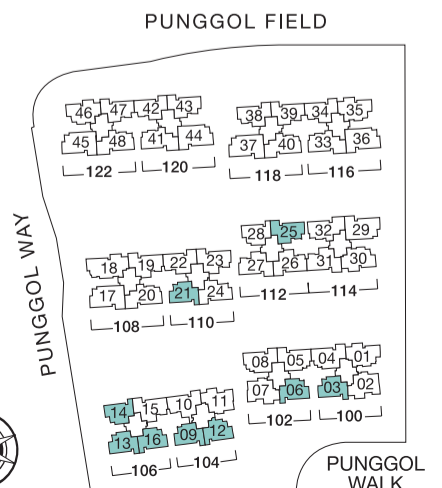 PUNGGOL FIELD
46 47 42 43
45 48 41 44
122 120
38 39 34 35
37 40 33 36
118 116
PUNGGOL WAY
28 25 32 29
27 26 31 30
112 114
18 19 22 23
17 20 21 24
108 110
08 05 04 01
07 06 03 02
102 100
14 15 10 11
13 16 09 12
106 104
PUNGGOL
WALK